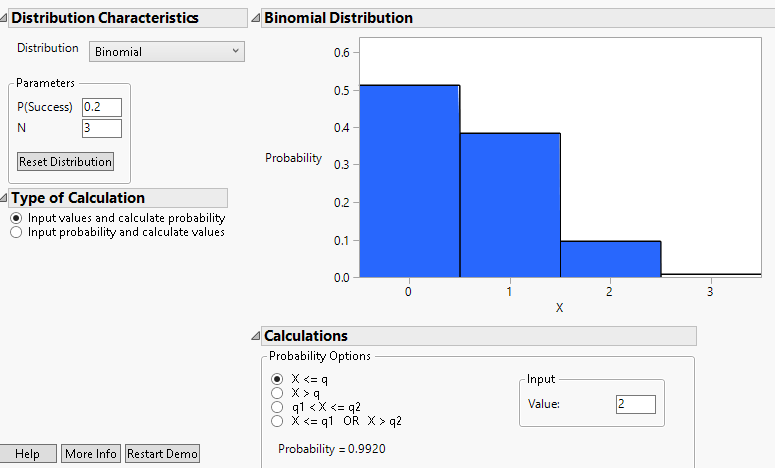 Distribution Characteristics
Distribution Binomial
Parameters
P(Success) 0.2
N 3
Reset Distribution
Type of Calculation
Input values and calculate probability
Input probability and calculate values
Help More Info Restart Demo
Binomial Distribution
0.6
0.5
0.4
Probability 0.3
0.2
0.1
0.0
0 1 2 3
X
Calculations
Probability Options
X <= q
X > q
q1 < X <= q2
X <= q1 OR X > q2
Input
Value: 2
Probability = 0.9920